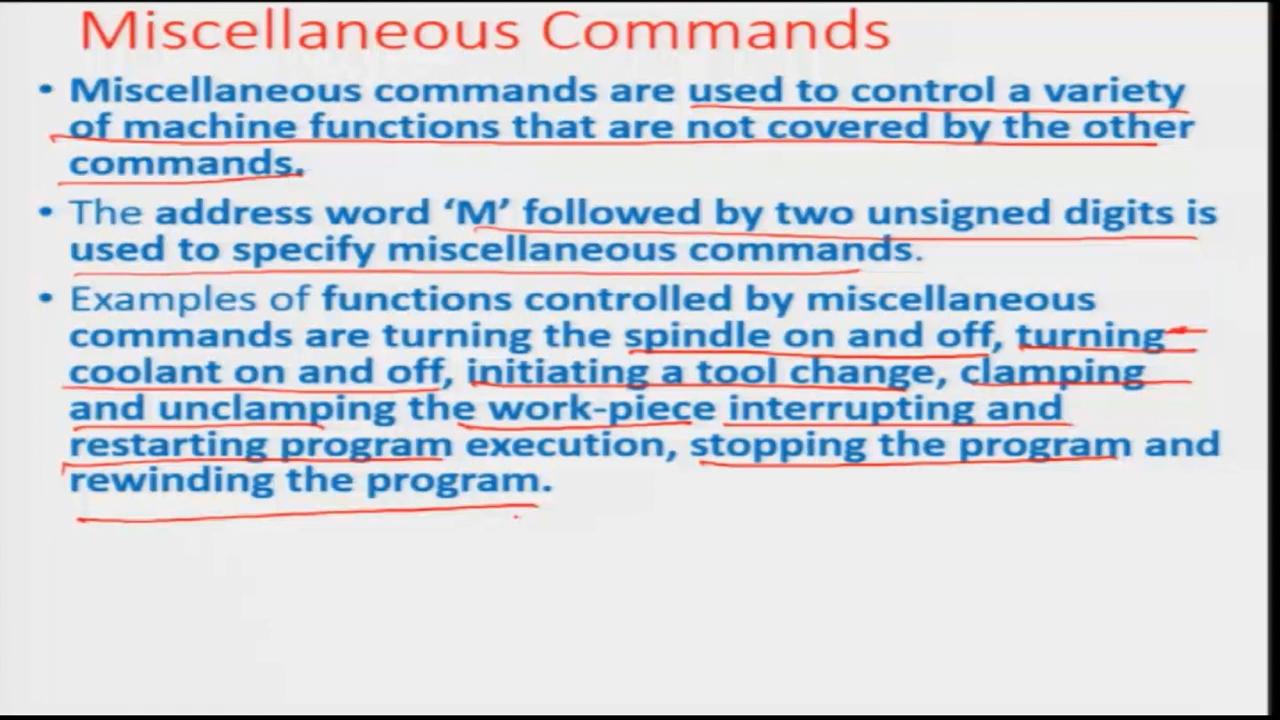 Miscellaneous Commands
• Miscellaneous commands are used to control a variety
of machine functions that are not covered by the other
commands.
• The address word ‘M’ followed by two unsigned digits is
used to specify miscellaneous commands.
• Examples of functions controlled by miscellaneous
commands are turning the spindle on and off, turning
coolant on and off, initiating a tool change, clamping
and unclamping the work-piece interrupting and
restarting program execution, stopping the program and
rewinding the program.